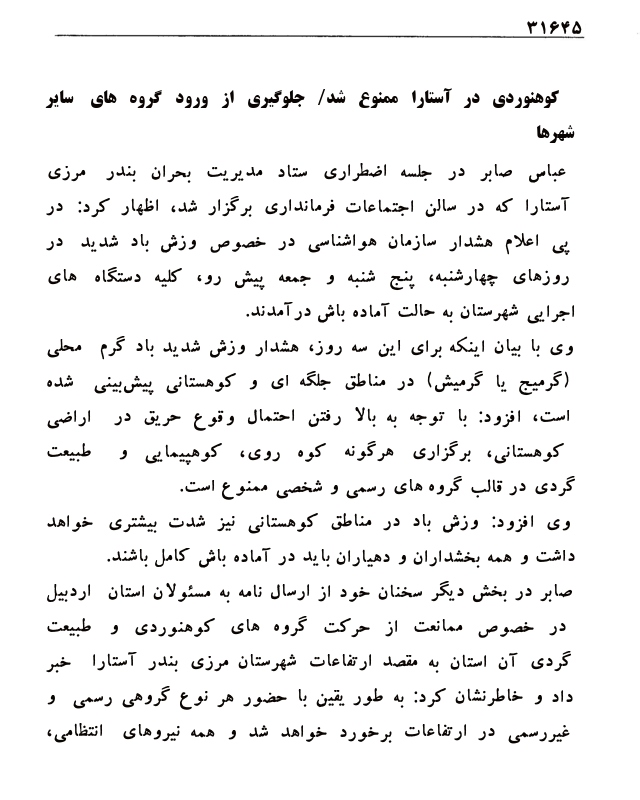 ۳۱۶۴۵
کوهنوردی در آستارا ممنوع شد/ جلوگیری از ورود گروه های سایر
شهرها
عباس صابر در جلسه اضطراری ستاد مدیریت بحران بندر مرزی
آستارا که در سالن اجتماعات فرمانداری برگزار شد، اظهار کرد: در
پی اعلام هشدار سازمان هواشناسی در خصوص وزش باد شدید در
روزهای چهارشنبه، پنج شنبه و جمعه پیش رو، کلیه دستگاه های
اجرایی شهرستان به حالت آماده باش درآمدند.
وی با بیان اینکه برای این سه روز، هشدار وزش شدید باد گرم محلی
(گرمیج یا گرمیش) در مناطق جلگه ای و کوهستانی پیش‌بینی شده
است، افزود: با توجه به بالا رفتن احتمال وقوع حریق در اراضی
کوهستانی، برگزاری هرگونه کوه روی، کوهپیمایی و طبیعت
گردی در قالب گروه های رسمی و شخصی ممنوع است.
وی افزود: وزش باد در مناطق کوهستانی نیز شدت بیشتری خواهد
داشت و همه بخشداران و دهیاران باید در آماده باش کامل باشند.
صابر در بخش دیگر سخنان خود از ارسال نامه به مسئولان استان اردبیل
در خصوص ممانعت از حرکت گروه های کوهنوردی و طبیعت
گردی آن استان به مقصد ارتفاعات شهرستان مرزی بندر آستارا خبر
داد و خاطرنشان کرد: به طور یقین با حضور هر نوع گروهی رسمی و
غیررسمی در ارتفاعات برخورد خواهد شد و همه نیروهای انتظامی،